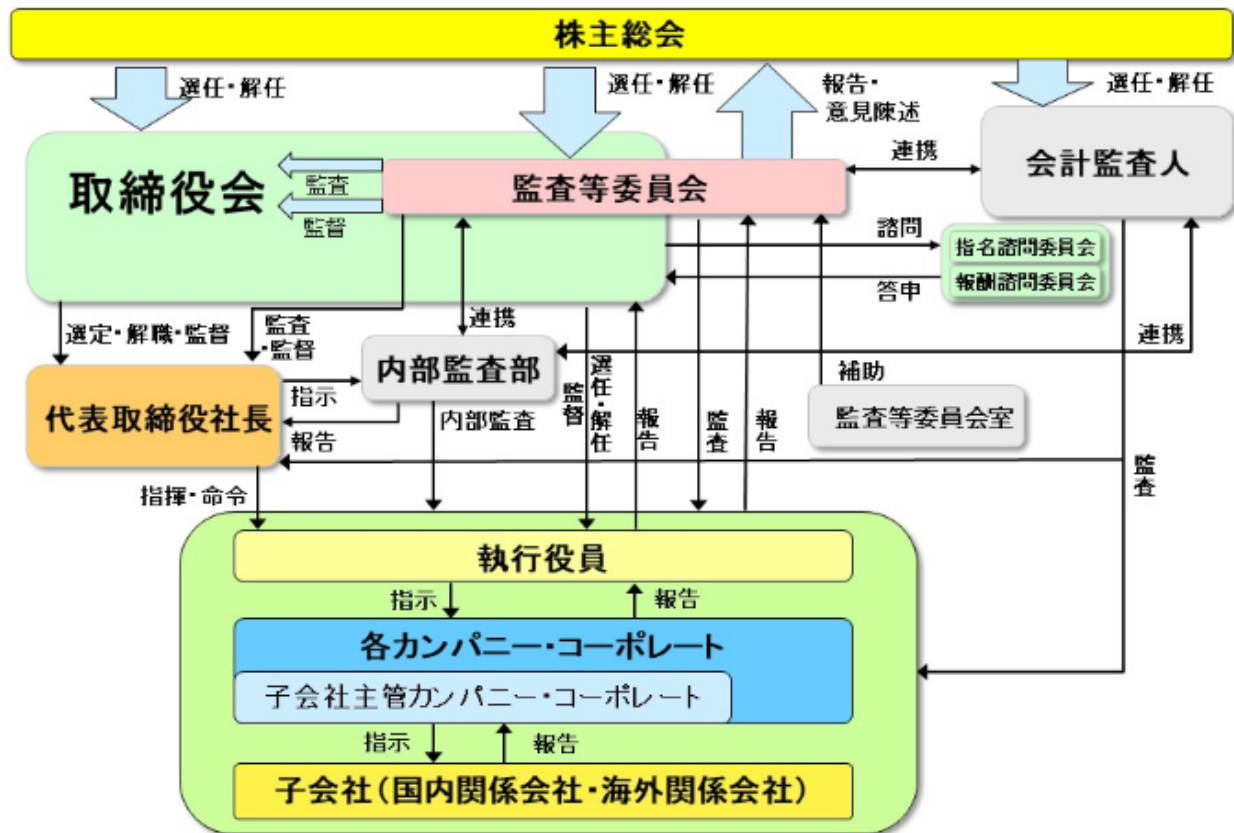 株主総会
選任・解任
選任・解任
報告・
意見陳述
選任・解任
取締役会
監査
監督
監査等委員会
連携
会計監査人
諮問
答申
指名諮問委員会
報酬諮問委員会
選定・解職・監督
監査
・監督
連携
連携
代表取締役社長
指示
報告
内部監査部
内部監査
監督
選任・解任
報告
監査
報告
補助
監査等委員会室
監査
指揮・命令
執行役員
指示
報告
各カンパニー・コーポレート
子会社主管カンパニー・コーポレート
指示
報告
子会社(国内関係会社・海外関係会社)